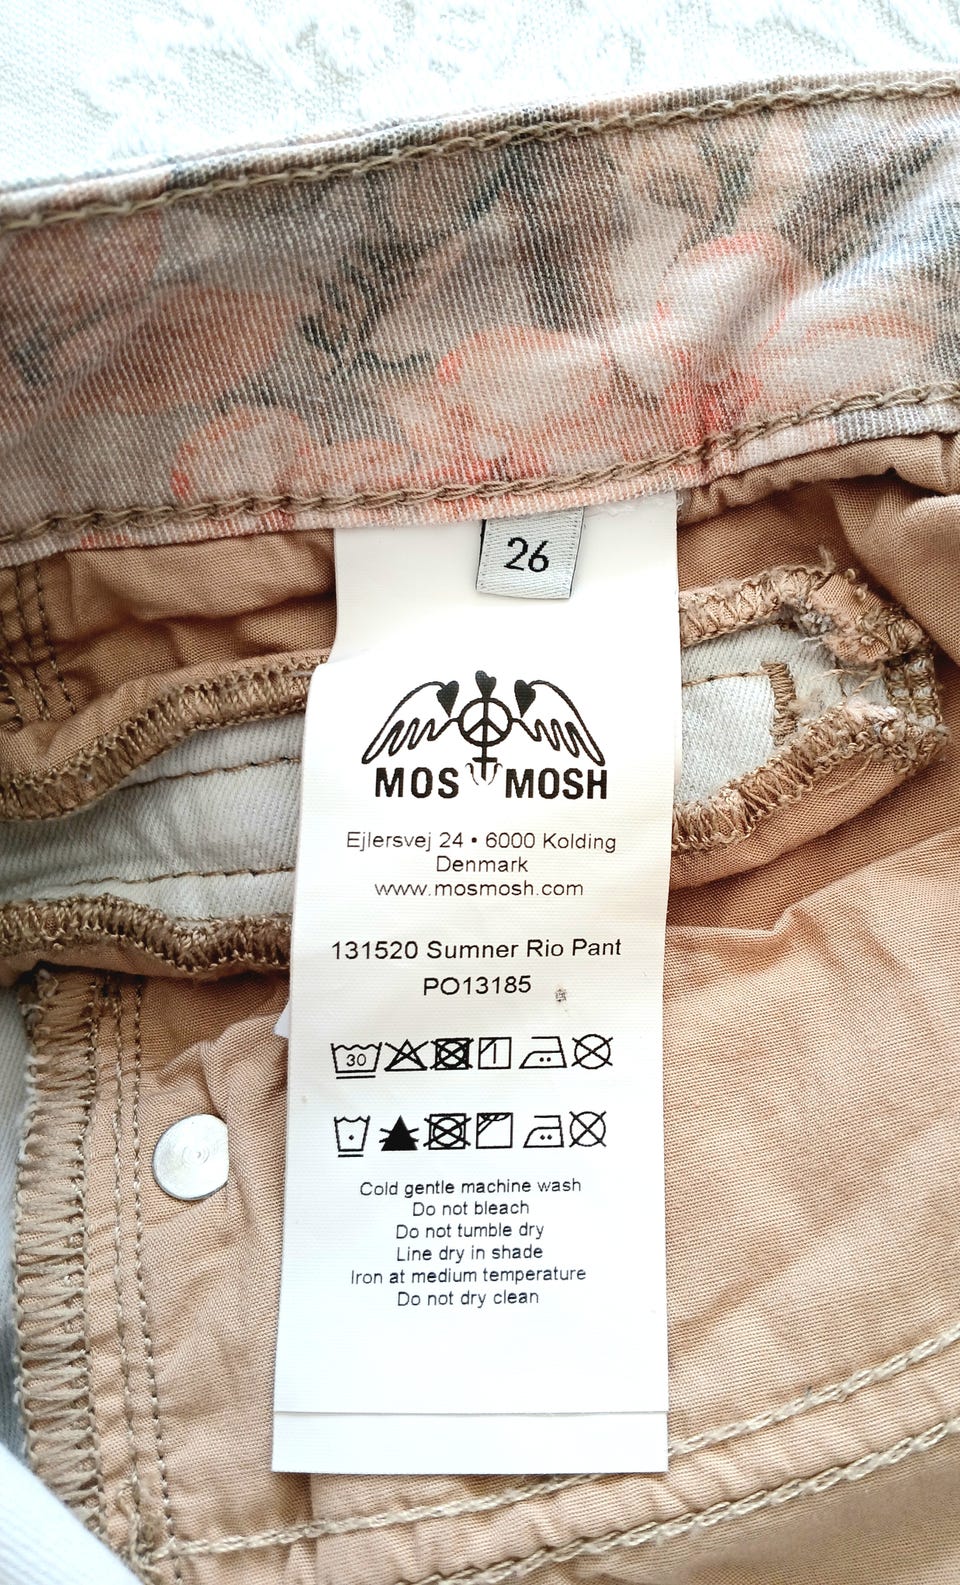 26
MOS MOSH
Ejlersvej 24 • 6000 Kolding
Denmark
www.mosmosh.com
131520 Sumner Rio Pant
PO13185
30
Cold gentle machine wash
Do not bleach
Do not tumble dry
Line dry in shade
Iron at medium temperature
Do not dry clean